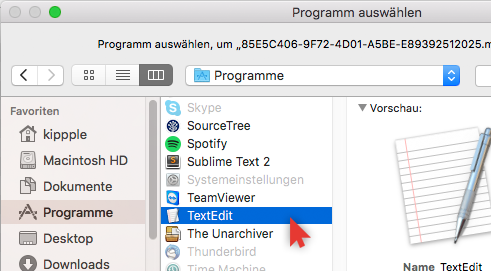 Programm auswählen
Programm auswählen, um „85E5C406-9F72-4D01-A5BE-E89392512025.m
Programme
Favoriten
kippple
Macintosh HD
Dokumente
Programme
Desktop
Downloads
Skype
SourceTree
Spotify
Sublime Text 2
Systemeinstellungen
TeamViewer
TextEdit
The Unarchiver
Thunderbird
Time Machine
Vorschau:
Name TextEdit